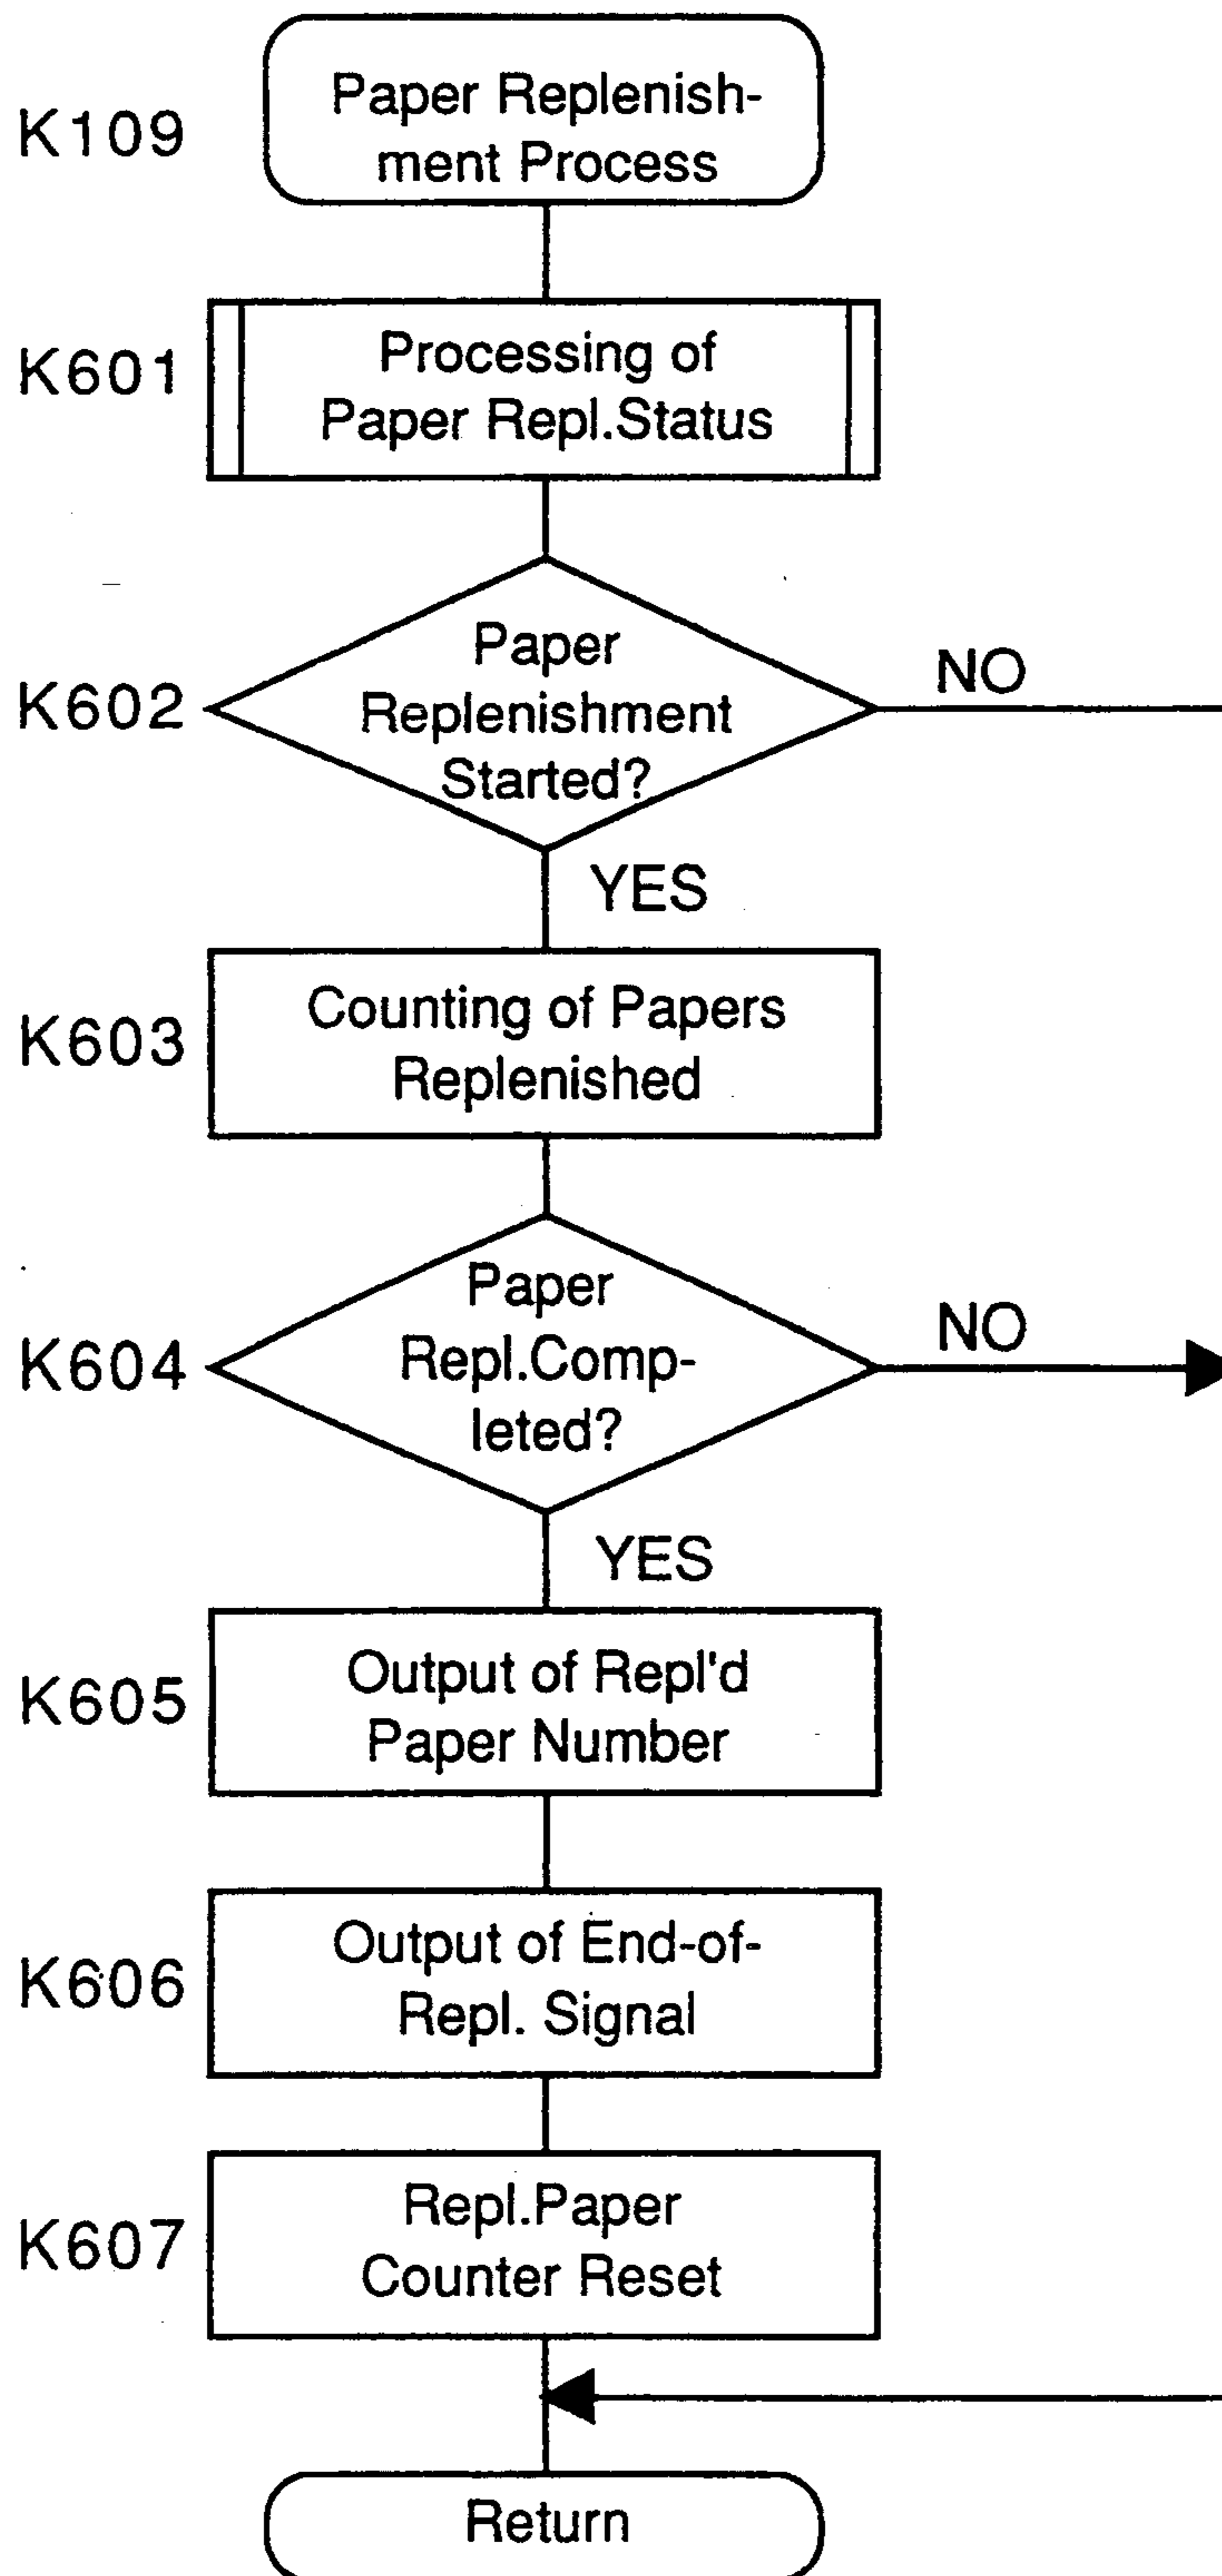 K109
Paper Replenish-
ment Process
K601
Processing of
Paper Repl.Status
K602
Paper
Replenishment
Started?
NO
YES
K603
Counting of Papers
Replenished
K604
Paper
Repl.Comp-
leted?
NO
YES
K605
Output of Repl'd
Paper Number
K606
Output of End-of-
Repl. Signal
K607
Repl.Paper
Counter Reset
Return